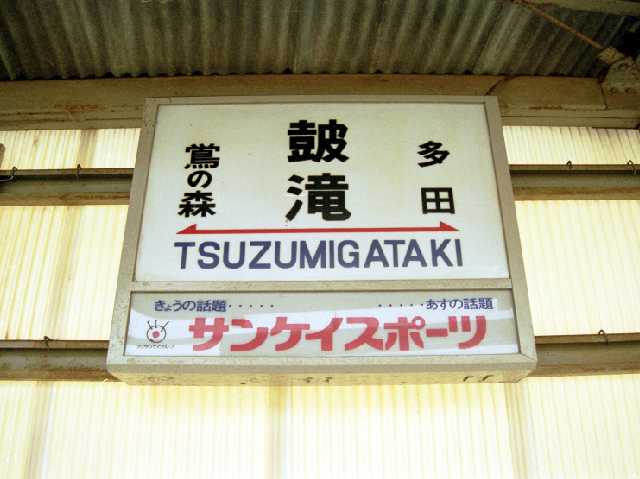 鶯の森
皷滝
多田
TSUZUMIGATAKI
きょうの話題・・・・・
・・・・・あすの話題
サンケイスポーツ